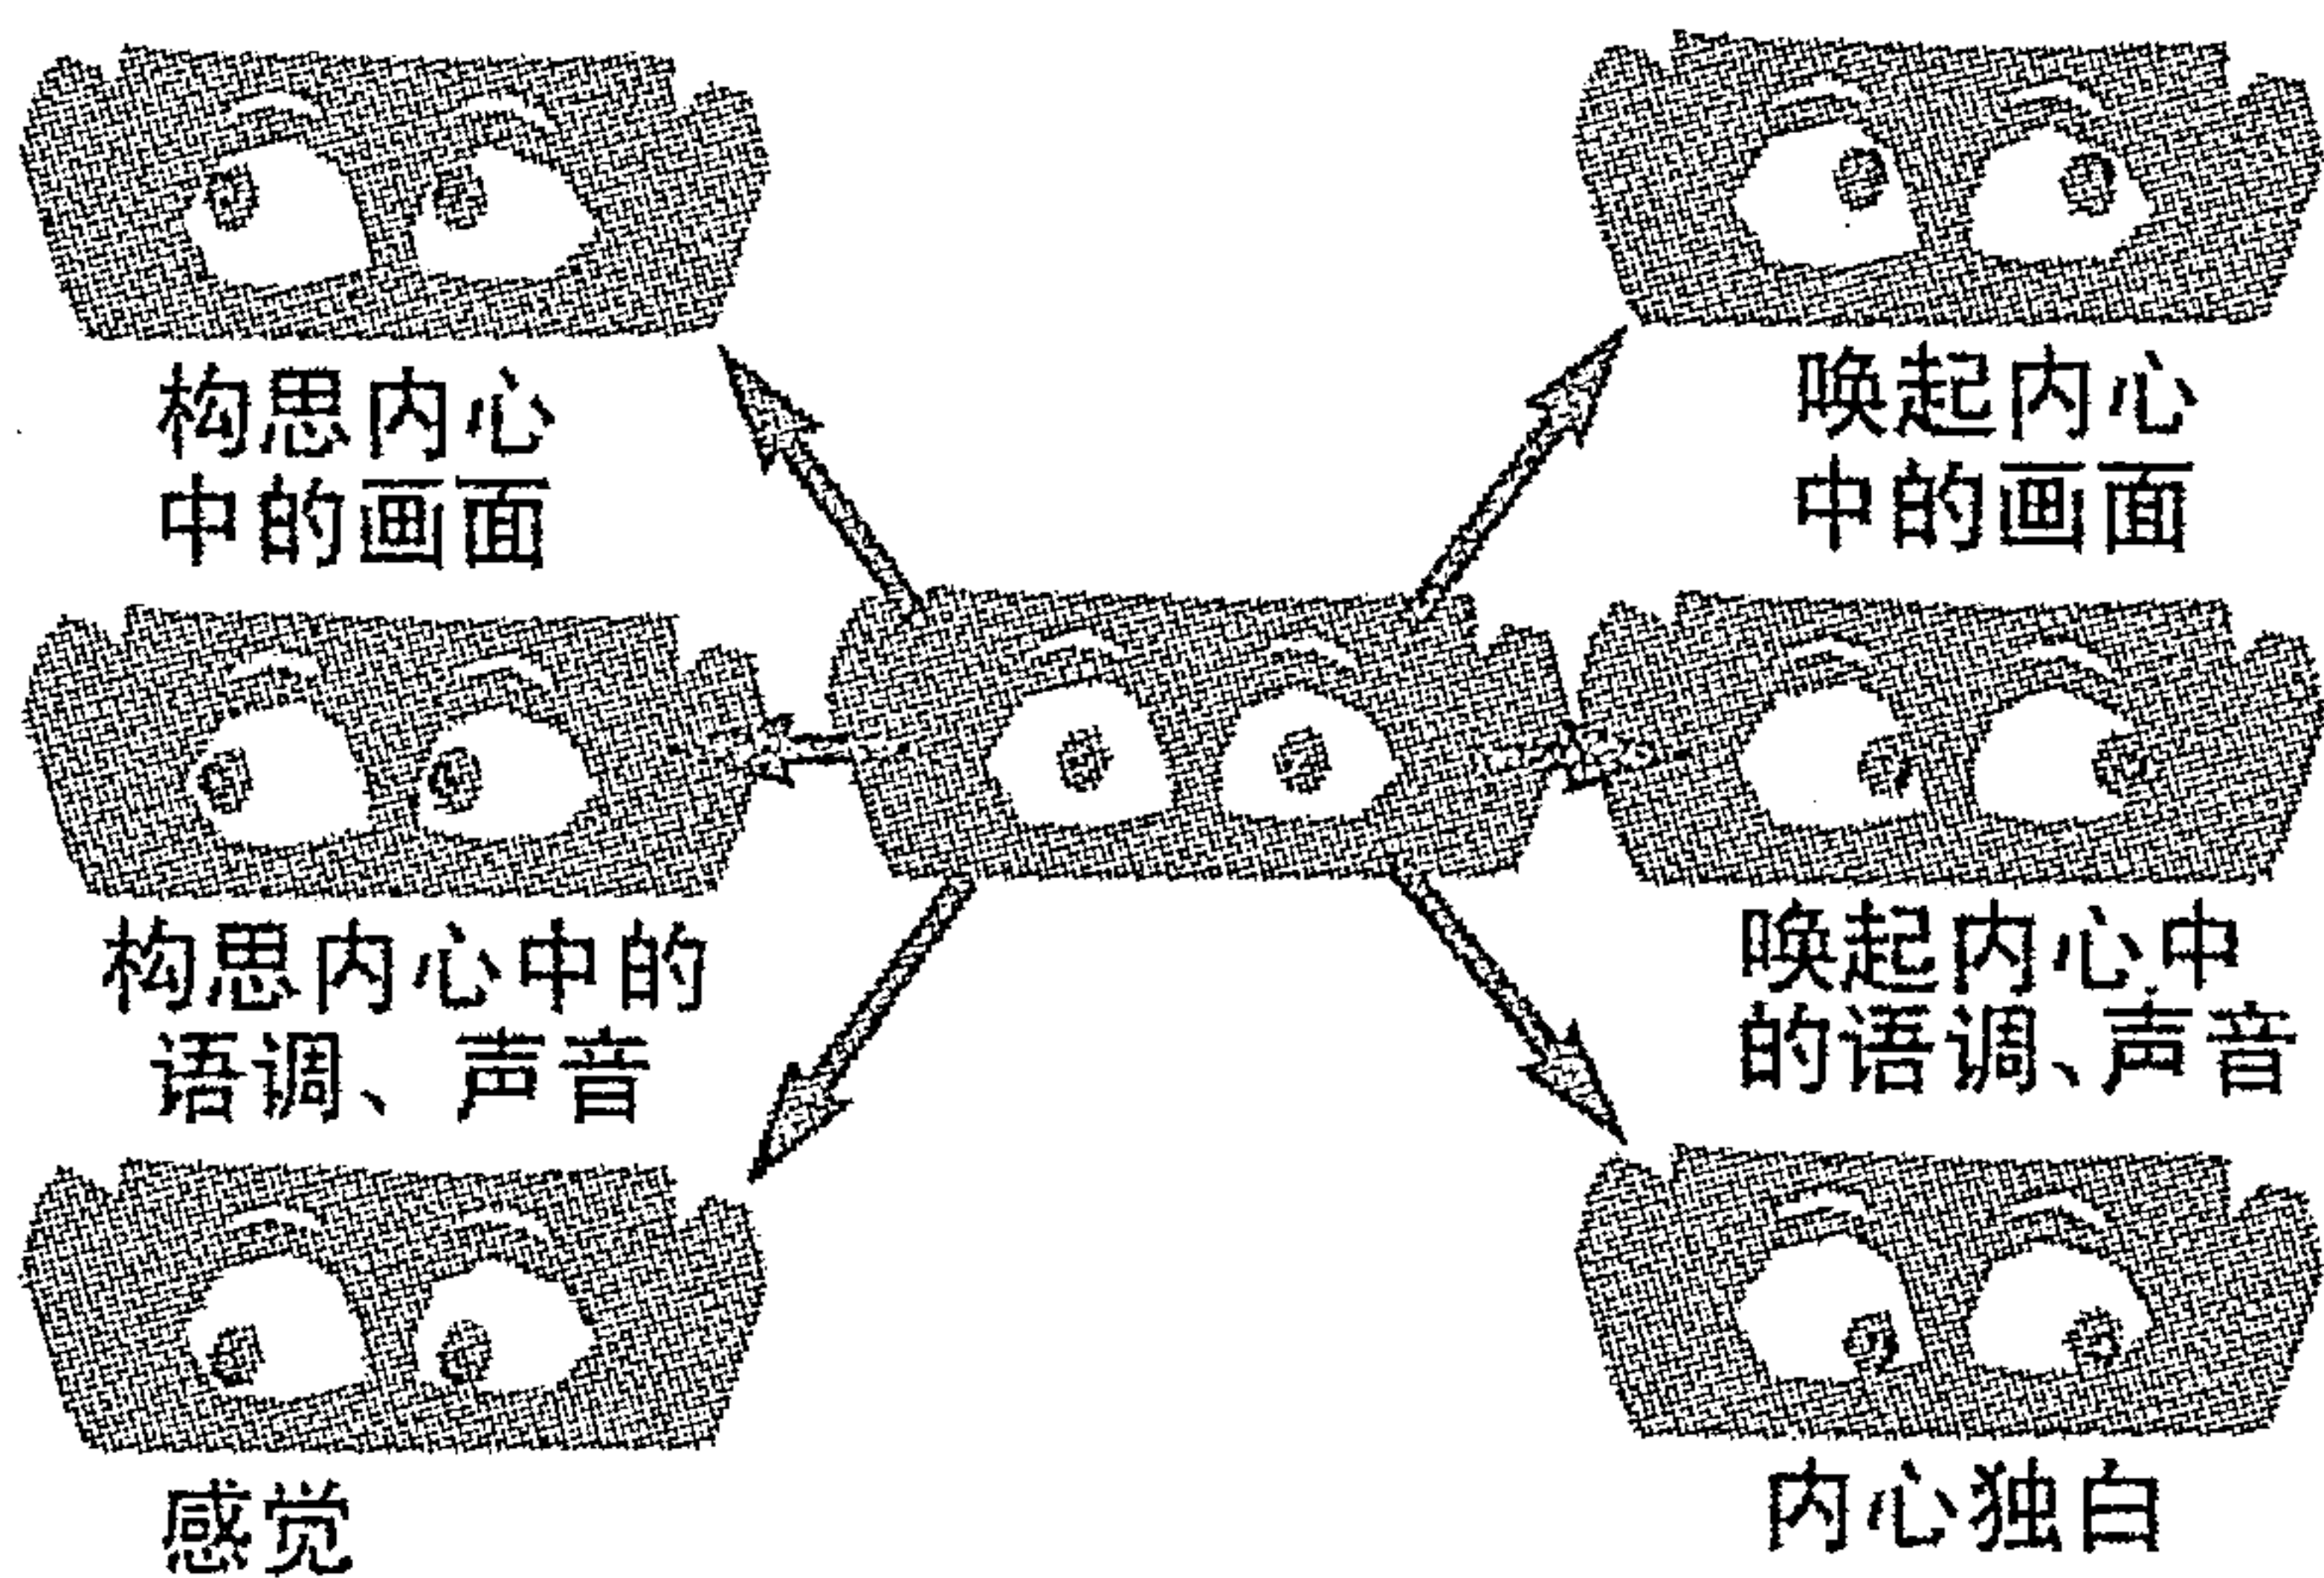 构思内心
中的画面
唤起内心
中的画面
构思内心中的
语调、声音
唤起内心中
的语调、声音
感觉
内心独白